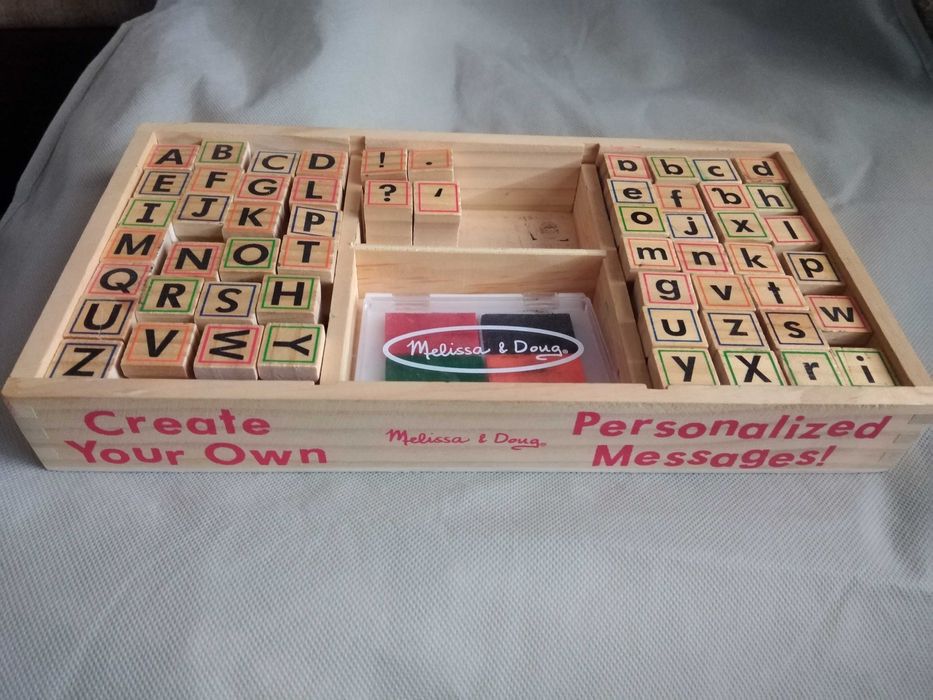 A B C D
E F G L
I J K P
M N O T
Q R S H
U V W Y
Z
! .
? ,
a b c d
e f q h
o j x l
m n k p
g v t w
u z s
y X r i
Melissa & Doug®
Create
Your Own
Melissa & Doug®
Personalized
Messages!